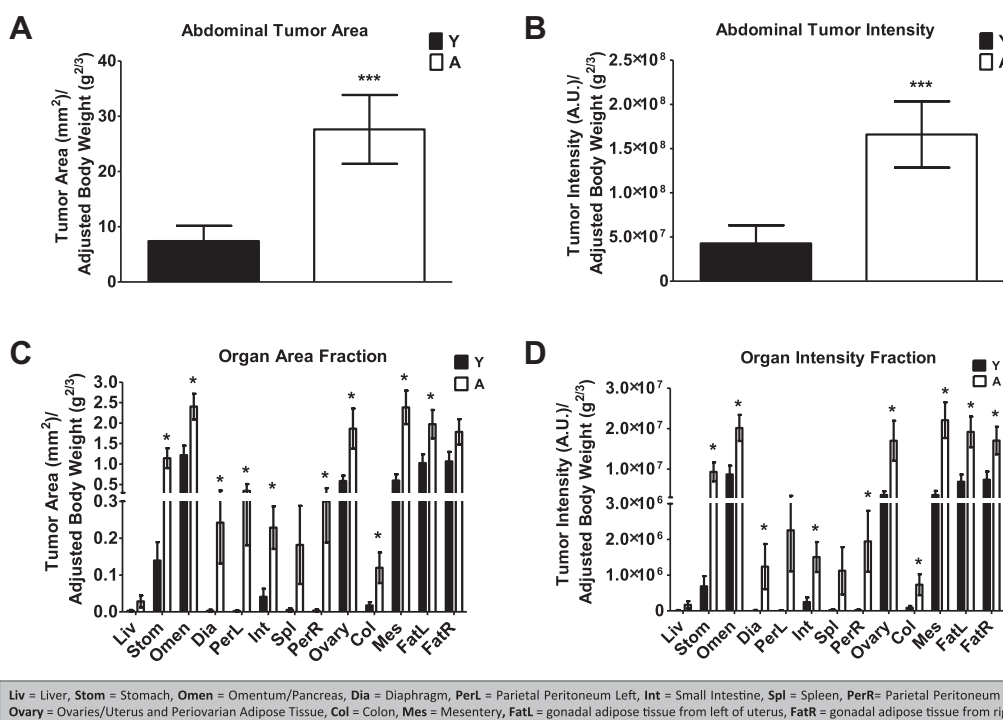 A
Abdominal Tumor Area
Y
A
***
Tumor Area (mm²)/
Adjusted Body Weight (g²ᐟ³)
40
30
20
10
0
B
Abdominal Tumor Intensity
Y
A
***
Tumor Intensity (A.U.)/
Adjusted Body Weight (g²ᐟ³)
2.5×10⁸
2.0×10⁸
1.5×10⁸
1.0×10⁸
5.0×10⁷
0
C
Organ Area Fraction
Y
A
Tumor Area (mm²)/
Adjusted Body Weight (g²ᐟ³)
3.0
2.5
2.0
1.5
1.0
0.5
0.3
0.2
0.1
0.0
* * * * * * * * * *
Liv Stom Omen Dia PerL Int Spl PerR Ovary Col Mes FatL FatR
D
Organ Intensity Fraction
Y
A
Tumor Intensity (A.U.)/
Adjusted Body Weight (g²ᐟ³)
3.0×10⁷
2.0×10⁷
1.0×10⁷
3.0×10⁶
2.0×10⁶
1.0×10⁶
0
* * * * * * * * * *
Liv Stom Omen Dia PerL Int Spl PerR Ovary Col Mes FatL FatR
Liv = Liver, Stom = Stomach, Omen = Omentum/Pancreas, Dia = Diaphragm, PerL = Parietal Peritoneum Left, Int = Small Intestine, Spl = Spleen, PerR= Parietal Peritoneum
Ovary = Ovaries/Uterus and Periovarian Adipose Tissue, Col = Colon, Mes = Mesentery, FatL = gonadal adipose tissue from left of uterus, FatR = gonadal adipose tissue from